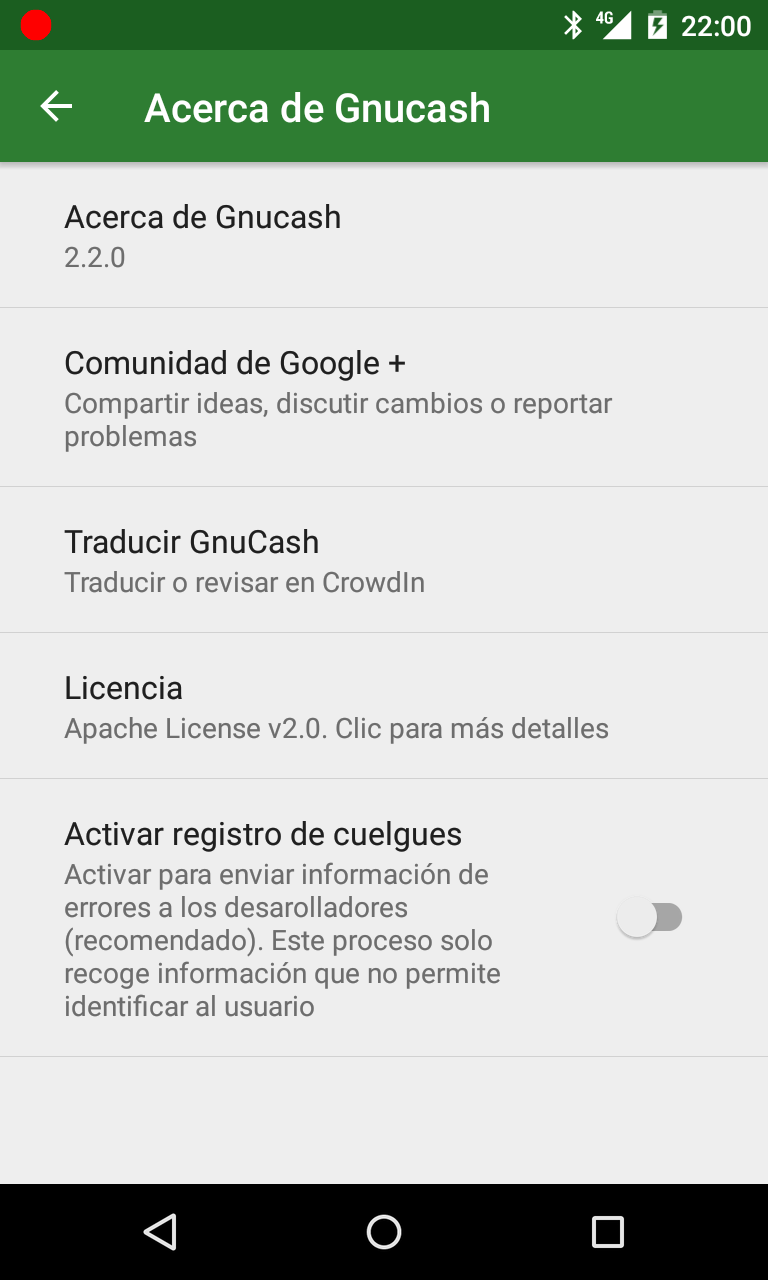 4G 22:00
Acerca de Gnucash
Acerca de Gnucash
2.2.0
Comunidad de Google +
Compartir ideas, discutir cambios o reportar
problemas
Traducir GnuCash
Traducir o revisar en CrowdIn
Licencia
Apache License v2.0. Clic para más detalles
Activar registro de cuelgues
Activar para enviar información de
errores a los desarolladores
(recomendado). Este proceso solo
recoge información que no permite
identificar al usuario